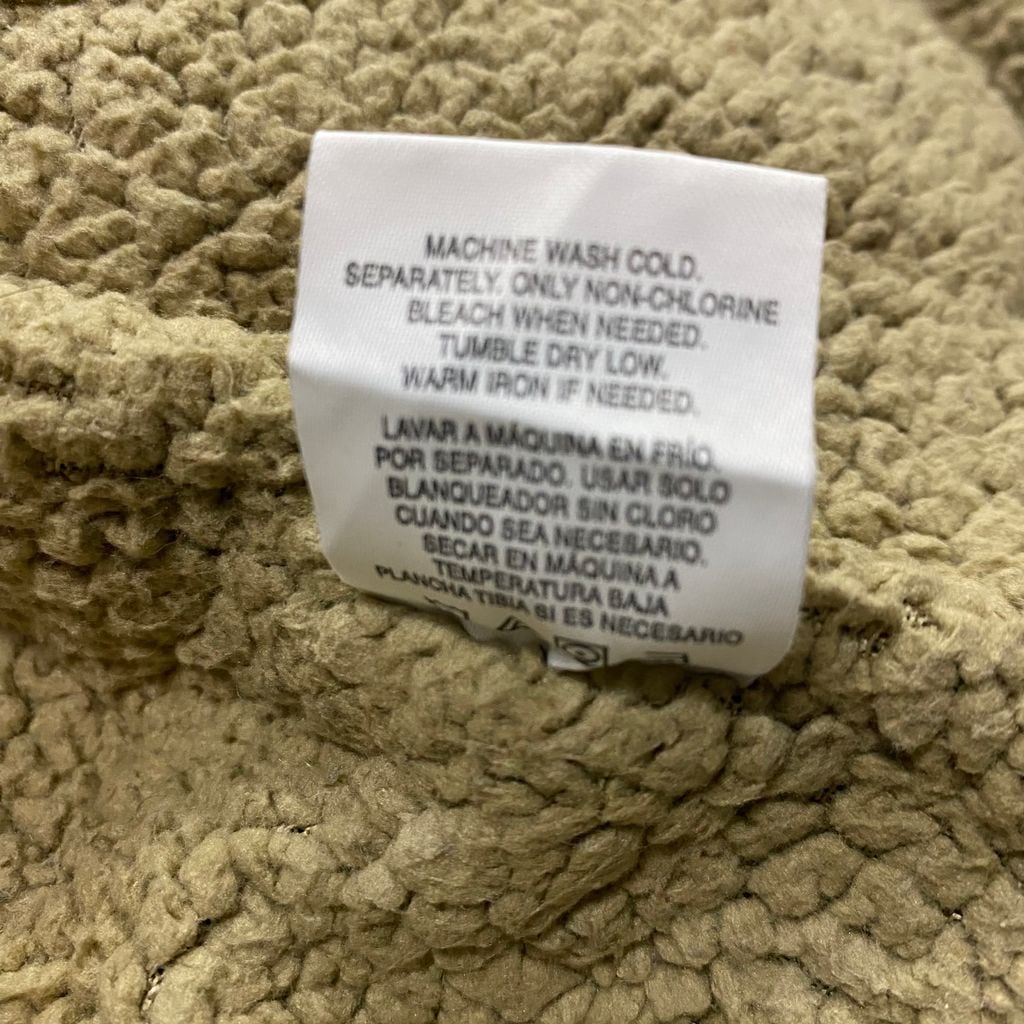 MACHINE WASH COLD.
SEPARATELY. ONLY NON-CHLORINE
BLEACH WHEN NEEDED.
TUMBLE DRY LOW.
WARM IRON IF NEEDED.
LAVAR A MÁQUINA EN FRÍO.
POR SEPARADO. USAR SOLO
BLANQUEADOR SIN CLORO
CUANDO SEA NECESARIO.
SECAR EN MÁQUINA A
TEMPERATURA BAJA
PLANCHA TIBIA SI ES NECESARIO